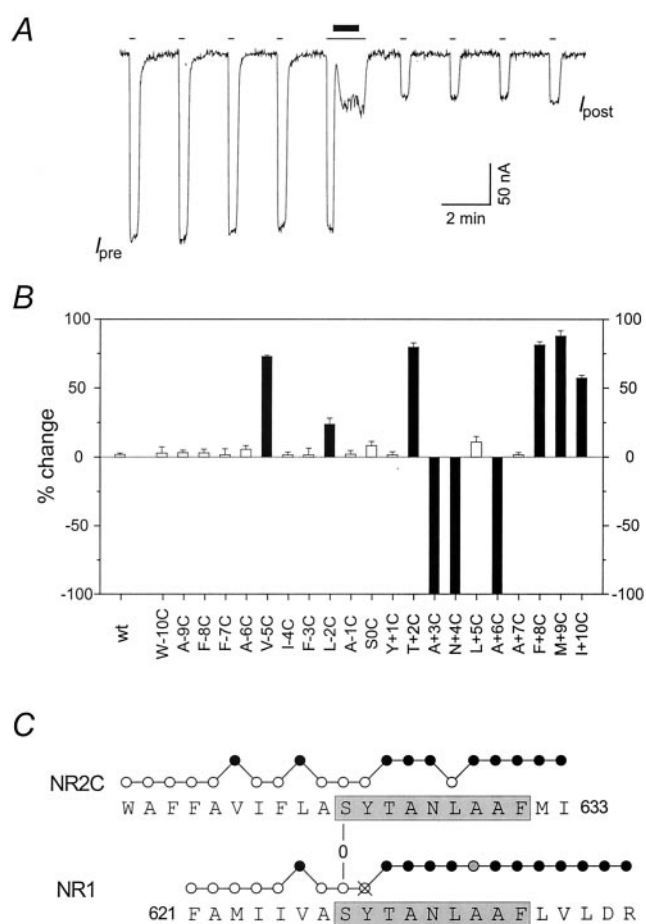 A
I pre
I post
50 nA
2 min
B
% change
100 100
50 50
0 0
-50 -50
-100 -100
wt W-10C A-9C F-8C F-7C A-6C V-5C I-4C F-3C L-2C A-1C S0C Y+1C T+2C A+3C N+4C L+5C A+6C A+7C F+8C M+9C I+10C
C
NR2C
W A F F A V I F L A S Y T A N L A A F M I 633
0
NR1
621 F A M I I V A S Y T A N L A A F L V L D R